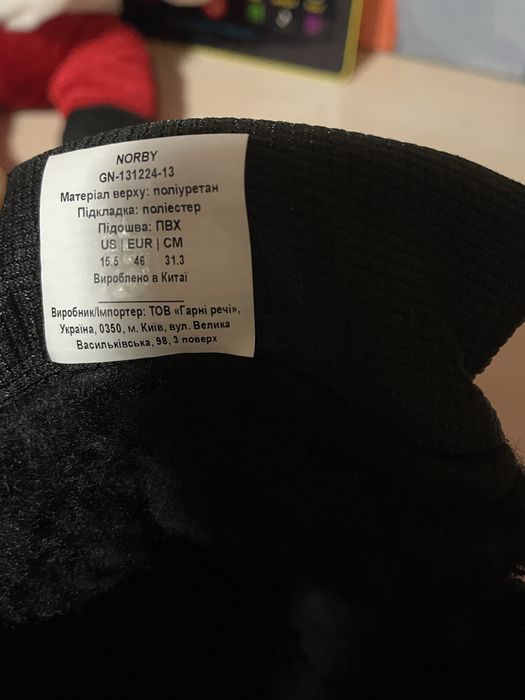 NORBY
GN-131224-13
Матеріал верху: поліуретан
Підкладка: поліестер
Підошва: ПВХ
US | EUR | CM
15.5 46 31.3
Вироблено в Китаї
Виробник/Імпортер: ТОВ «Гарні речі»,
Україна, 0350, м. Київ, вул. Велика
Васильківська, 98, 3 поверх